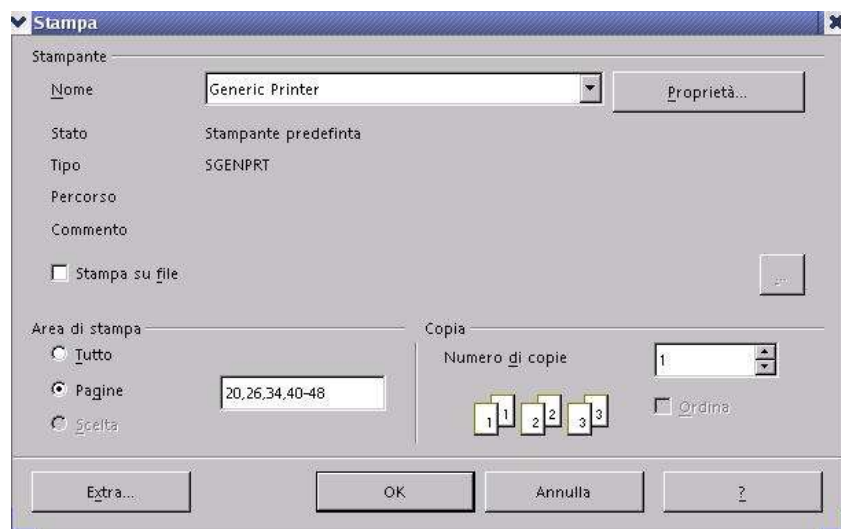 Stampa
Stampante
Nome Generic Printer Proprietà...
Stato Stampante predefinta
Tipo SGENPRT
Percorso
Commento
Stampa su file ...
Area di stampa Copia
Tutto Numero di copie 1
Pagine 20,26,34,40-48
1 1 2 2 3 3 Ordina
Scelta
Extra... OK Annulla ?